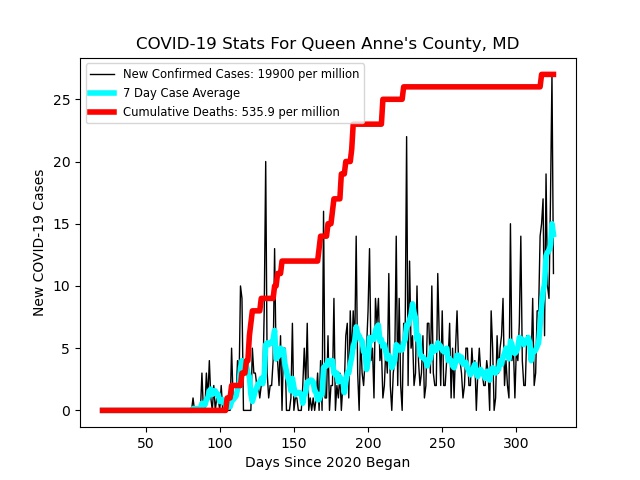 COVID-19 Stats For Queen Anne's County, MD
New Confirmed Cases: 19900 per million
7 Day Case Average
Cumulative Deaths: 535.9 per million
New COVID-19 Cases
25
20
15
10
5
0
50 100 150 200 250 300
Days Since 2020 Began